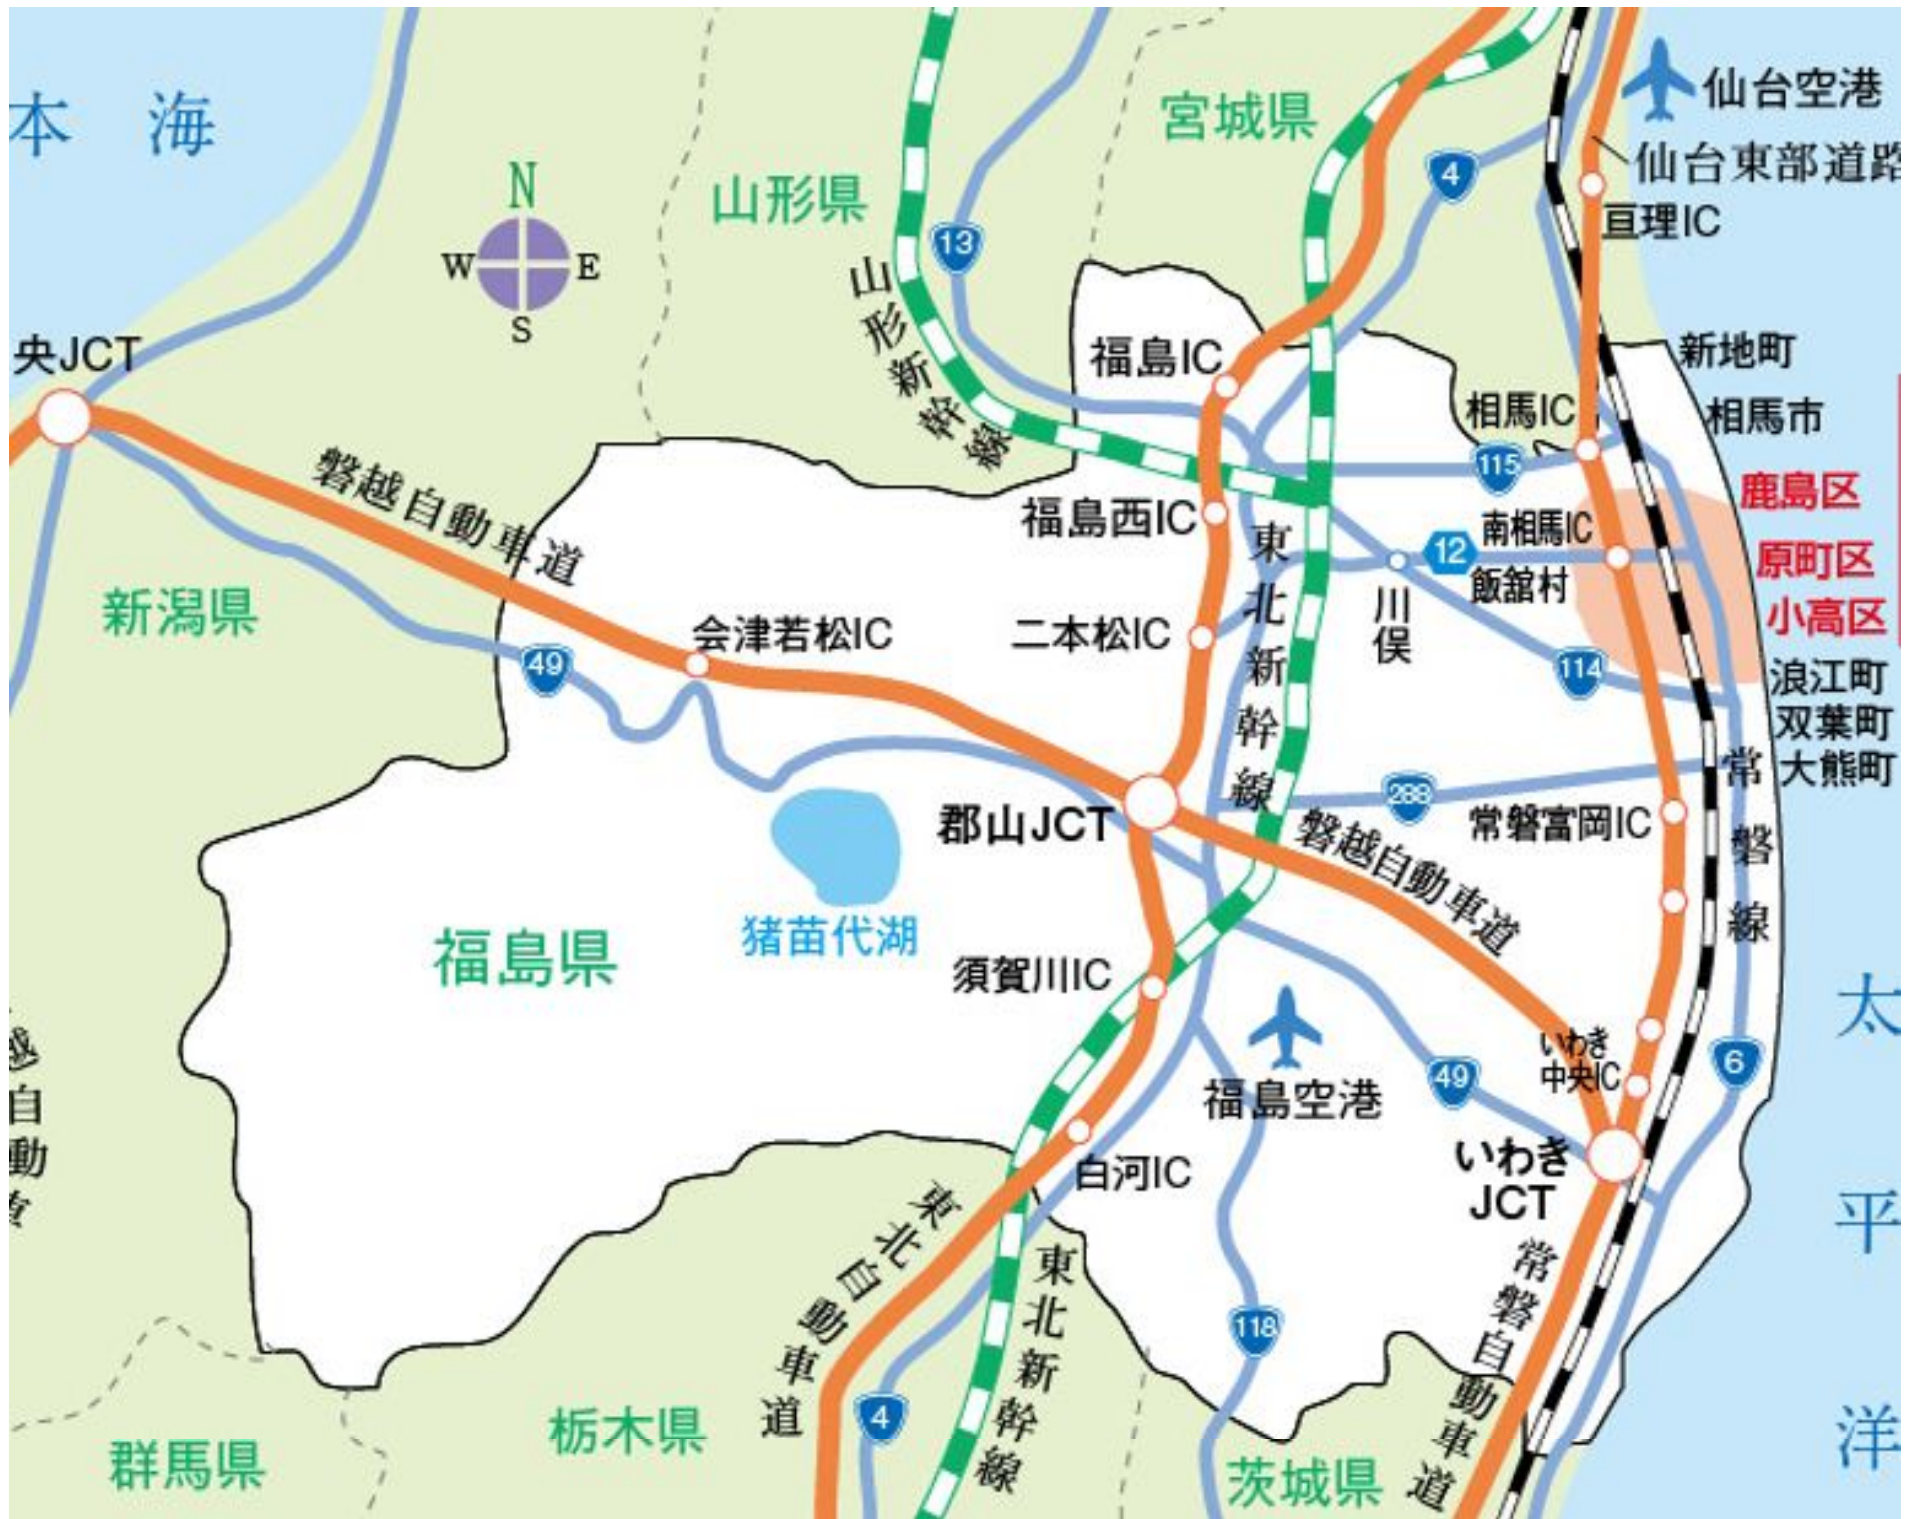 本海
仙台空港
宮城県
仙台東部道路
4
山形県
N
W
E
S
亘理IC
13
山形新幹線
福島IC
新地町
央JCT
相馬IC
相馬市
115
鹿島区
磐越自動車道
福島西IC
南相馬IC
東北新幹線
12
原町区
飯舘村
小高区
新潟県
会津若松IC
二本松IC
川俣
49
114
浪江町
双葉町
大熊町
常磐線
288
郡山JCT
常磐富岡IC
磐越自動車道
猪苗代湖
福島県
須賀川IC
太平洋
いわき
中央IC
6
49
福島空港
越自動車
白河IC
いわき
JCT
東北自動車道
東北新幹線
常磐自動車道
118
4
栃木県
群馬県
茨城県